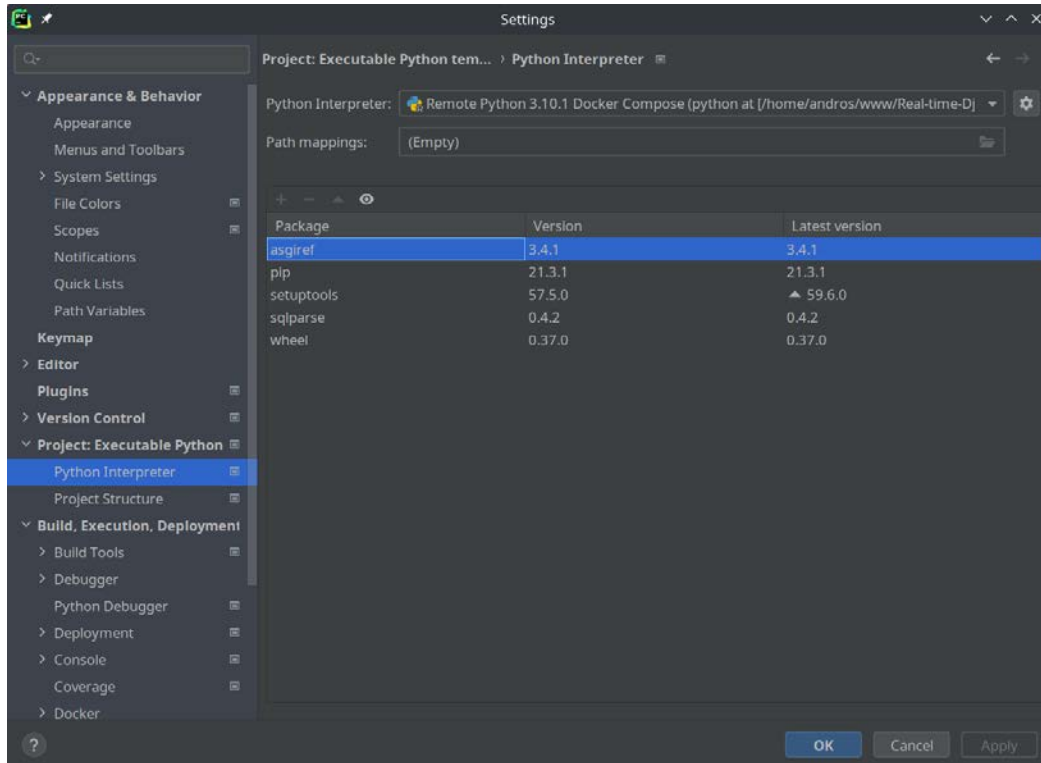 PC
Settings
Project: Executable Python tem... › Python Interpreter
Python Interpreter: Remote Python 3.10.1 Docker Compose (python at [/home/andros/www/Real-time-Dj
Path mappings: (Empty)
Appearance & Behavior
Appearance
Menus and Toolbars
System Settings
File Colors
Scopes
Notifications
Quick Lists
Path Variables
Keymap
Editor
Plugins
Version Control
Project: Executable Python
Python Interpreter
Project Structure
Build, Execution, Deployment
Build Tools
Debugger
Python Debugger
Deployment
Console
Coverage
Docker
Package Version Latest version
asgiref 3.4.1 3.4.1
pip 21.3.1 21.3.1
setuptools 57.5.0 59.6.0
sqlparse 0.4.2 0.4.2
wheel 0.37.0 0.37.0
?
OK Cancel Apply